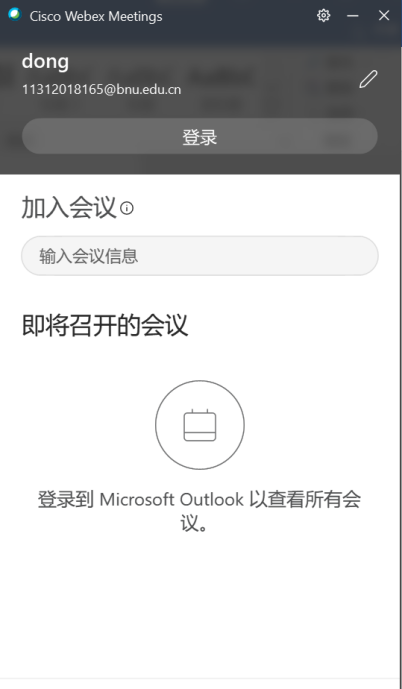 Cisco Webex Meetings
dong
11312018165@bnu.edu.cn
登录
加入会议
输入会议信息
即将召开的会议
登录到 Microsoft Outlook 以查看所有会
议。